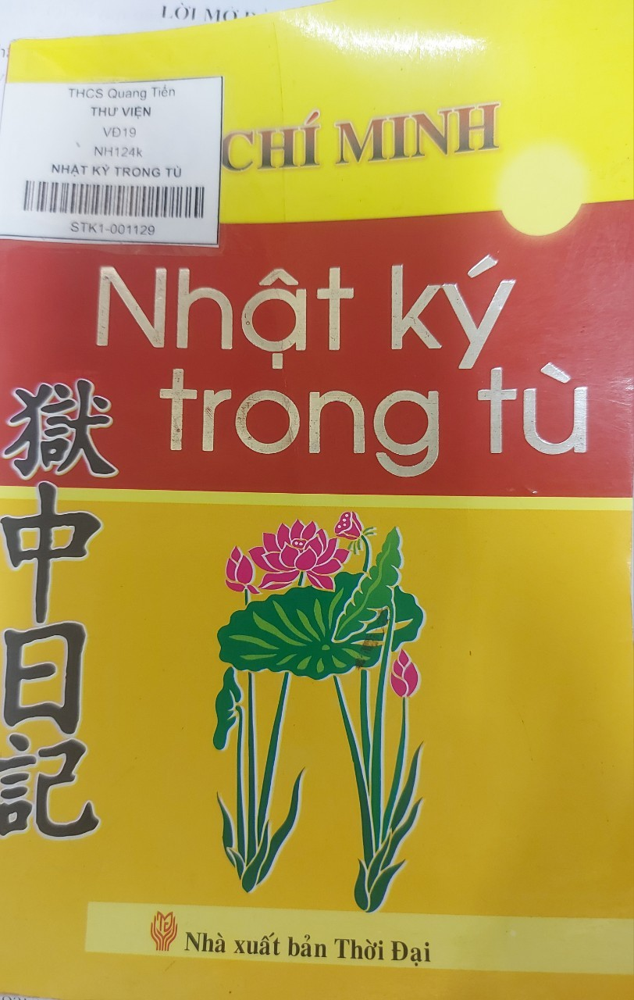 LỜI MỞ
THCS Quang Tiến
THƯ VIỆN
VĐ19
NH124k
NHẬT KÝ TRONG TÙ
STK1-001129
CHÍ MINH
Nhật ký
trong tù
獄中日記
Nhà xuất bản Thời Đại